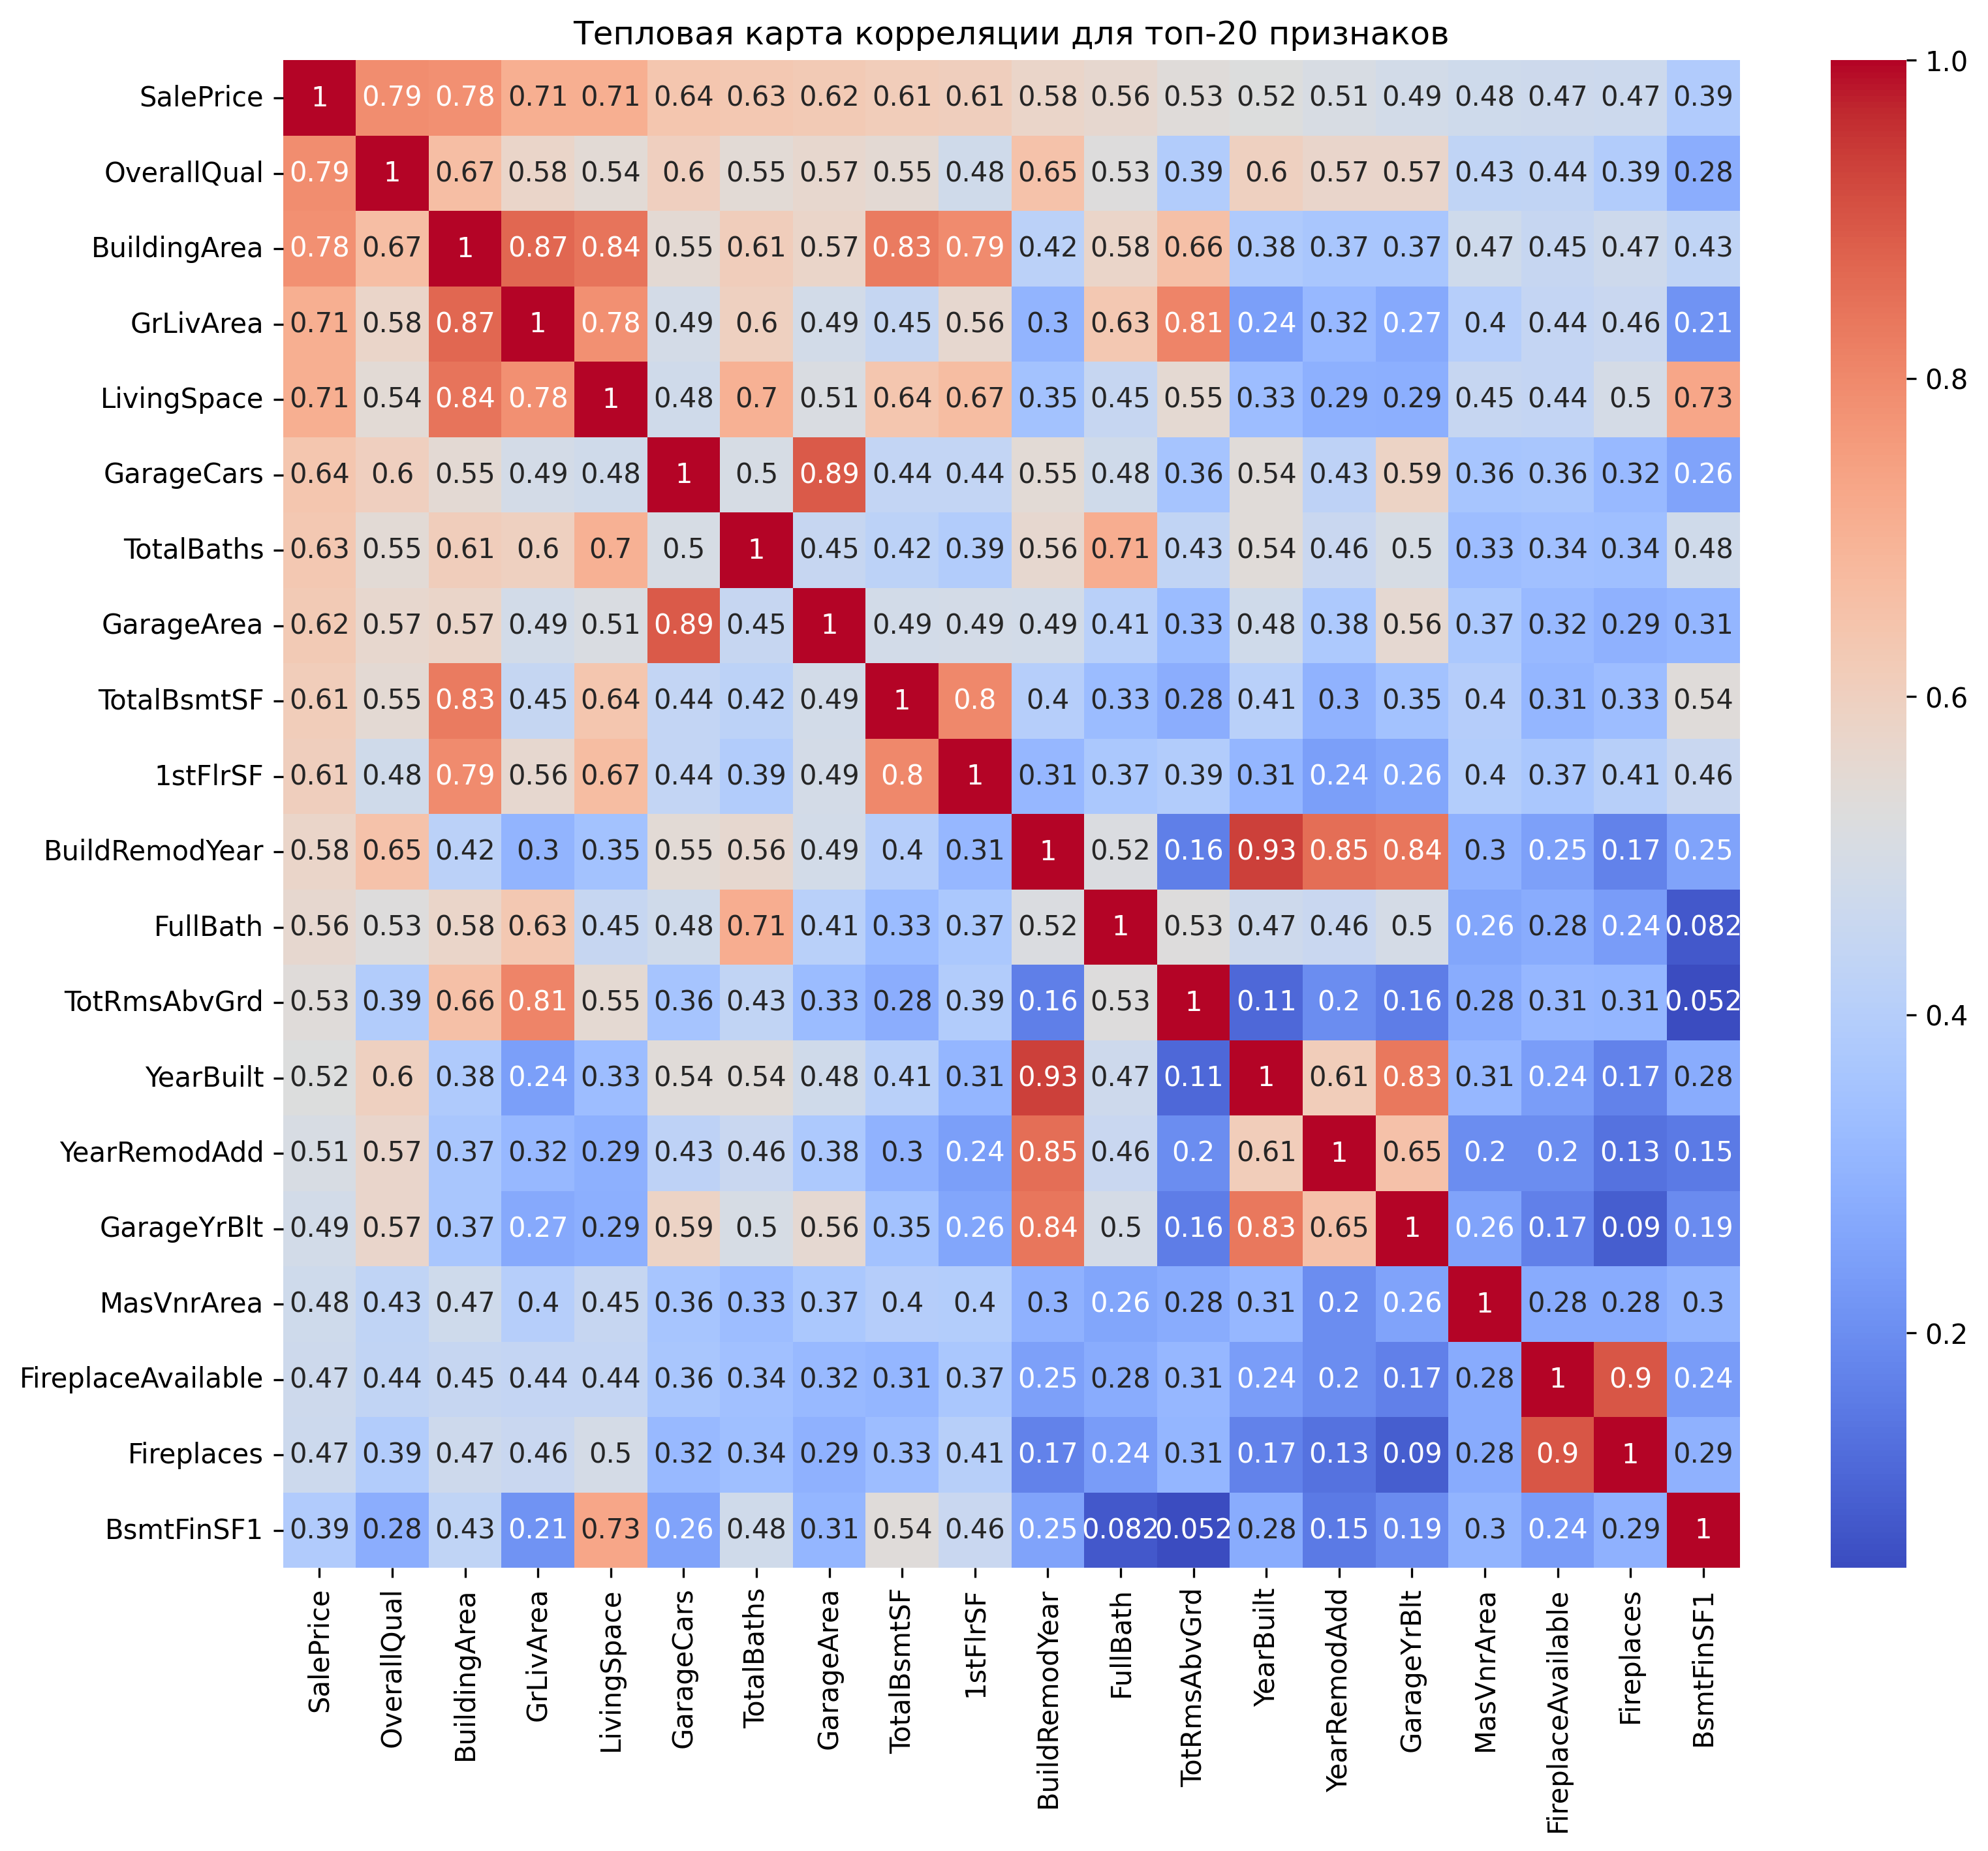 Тепловая карта корреляции для топ-20 признаков
SalePrice 1 0.79 0.78 0.71 0.71 0.64 0.63 0.62 0.61 0.61 0.58 0.56 0.53 0.52 0.51 0.49 0.48 0.47 0.47 0.39
OverallQual 0.79 1 0.67 0.58 0.54 0.6 0.55 0.57 0.55 0.48 0.65 0.53 0.39 0.6 0.57 0.57 0.43 0.44 0.39 0.28
BuildingArea 0.78 0.67 1 0.87 0.84 0.55 0.61 0.57 0.83 0.79 0.42 0.58 0.66 0.38 0.37 0.37 0.47 0.45 0.47 0.43
GrLivArea 0.71 0.58 0.87 1 0.78 0.49 0.6 0.49 0.45 0.56 0.3 0.63 0.81 0.24 0.32 0.27 0.4 0.44 0.46 0.21
LivingSpace 0.71 0.54 0.84 0.78 1 0.48 0.7 0.51 0.64 0.67 0.35 0.45 0.55 0.33 0.29 0.29 0.45 0.44 0.5 0.73
GarageCars 0.64 0.6 0.55 0.49 0.48 1 0.5 0.89 0.44 0.44 0.55 0.48 0.36 0.54 0.43 0.59 0.36 0.36 0.32 0.26
TotalBaths 0.63 0.55 0.61 0.6 0.7 0.5 1 0.45 0.42 0.39 0.56 0.71 0.43 0.54 0.46 0.5 0.33 0.34 0.34 0.48
GarageArea 0.62 0.57 0.57 0.49 0.51 0.89 0.45 1 0.49 0.49 0.49 0.41 0.33 0.48 0.38 0.56 0.37 0.32 0.29 0.31
TotalBsmtSF 0.61 0.55 0.83 0.45 0.64 0.44 0.42 0.49 1 0.8 0.4 0.33 0.28 0.41 0.3 0.35 0.4 0.31 0.33 0.54
1stFlrSF 0.61 0.48 0.79 0.56 0.67 0.44 0.39 0.49 0.8 1 0.31 0.37 0.39 0.31 0.24 0.26 0.4 0.37 0.41 0.46
BuildRemodYear 0.58 0.65 0.42 0.3 0.35 0.55 0.56 0.49 0.4 0.31 1 0.52 0.16 0.93 0.85 0.84 0.3 0.25 0.17 0.25
FullBath 0.56 0.53 0.58 0.63 0.45 0.48 0.71 0.41 0.33 0.37 0.52 1 0.53 0.47 0.46 0.5 0.26 0.28 0.24 0.082
TotRmsAbvGrd 0.53 0.39 0.66 0.81 0.55 0.36 0.43 0.33 0.28 0.39 0.16 0.53 1 0.11 0.2 0.16 0.28 0.31 0.31 0.052
YearBuilt 0.52 0.6 0.38 0.24 0.33 0.54 0.54 0.48 0.41 0.31 0.93 0.47 0.11 1 0.61 0.83 0.31 0.24 0.17 0.28
YearRemodAdd 0.51 0.57 0.37 0.32 0.29 0.43 0.46 0.38 0.3 0.24 0.85 0.46 0.2 0.61 1 0.65 0.2 0.2 0.13 0.15
GarageYrBlt 0.49 0.57 0.37 0.27 0.29 0.59 0.5 0.56 0.35 0.26 0.84 0.5 0.16 0.83 0.65 1 0.26 0.17 0.09 0.19
MasVnrArea 0.48 0.43 0.47 0.4 0.45 0.36 0.33 0.37 0.4 0.4 0.3 0.26 0.28 0.31 0.2 0.26 1 0.28 0.28 0.3
FireplaceAvailable 0.47 0.44 0.45 0.44 0.44 0.36 0.34 0.32 0.31 0.37 0.25 0.28 0.31 0.24 0.2 0.17 0.28 1 0.9 0.24
Fireplaces 0.47 0.39 0.47 0.46 0.5 0.32 0.34 0.29 0.33 0.41 0.17 0.24 0.31 0.17 0.13 0.09 0.28 0.9 1 0.29
BsmtFinSF1 0.39 0.28 0.43 0.21 0.73 0.26 0.48 0.31 0.54 0.46 0.25 0.082 0.052 0.28 0.15 0.19 0.3 0.24 0.29 1
SalePrice OverallQual BuildingArea GrLivArea LivingSpace GarageCars TotalBaths GarageArea TotalBsmtSF 1stFlrSF BuildRemodYear FullBath TotRmsAbvGrd YearBuilt YearRemodAdd GarageYrBlt MasVnrArea FireplaceAvailable Fireplaces BsmtFinSF1
1.0
0.8
0.6
0.4
0.2